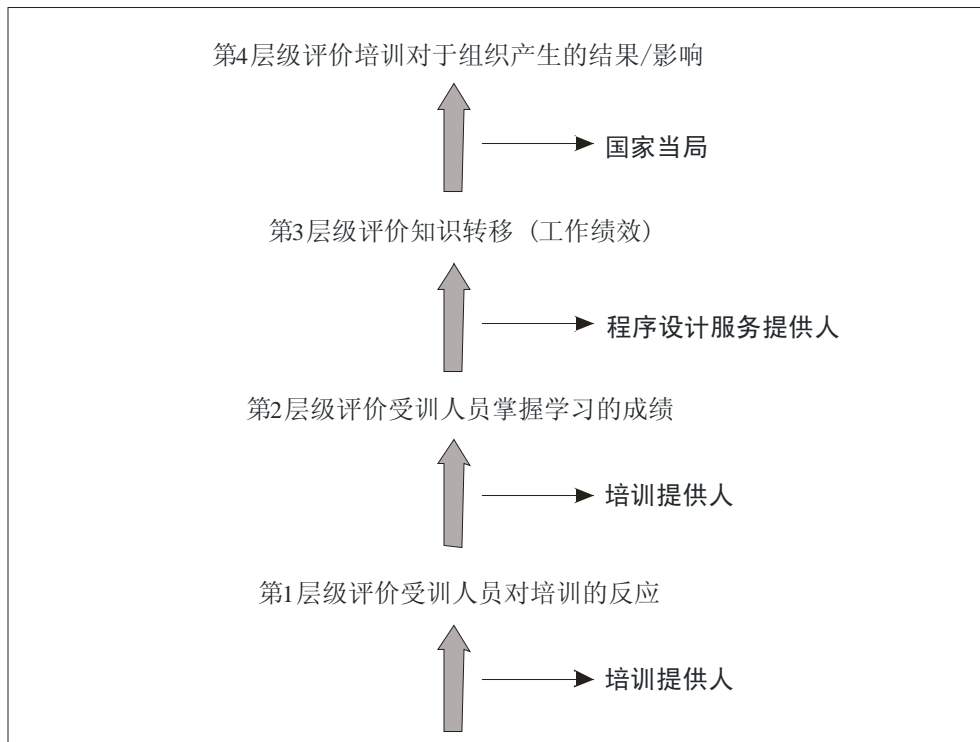 第4层级评价培训对于组织产生的结果/影响
国家当局
第3层级评价知识转移（工作绩效）
程序设计服务提供人
第2层级评价受训人员掌握学习的成绩
培训提供人
第1层级评价受训人员对培训的反应
培训提供人